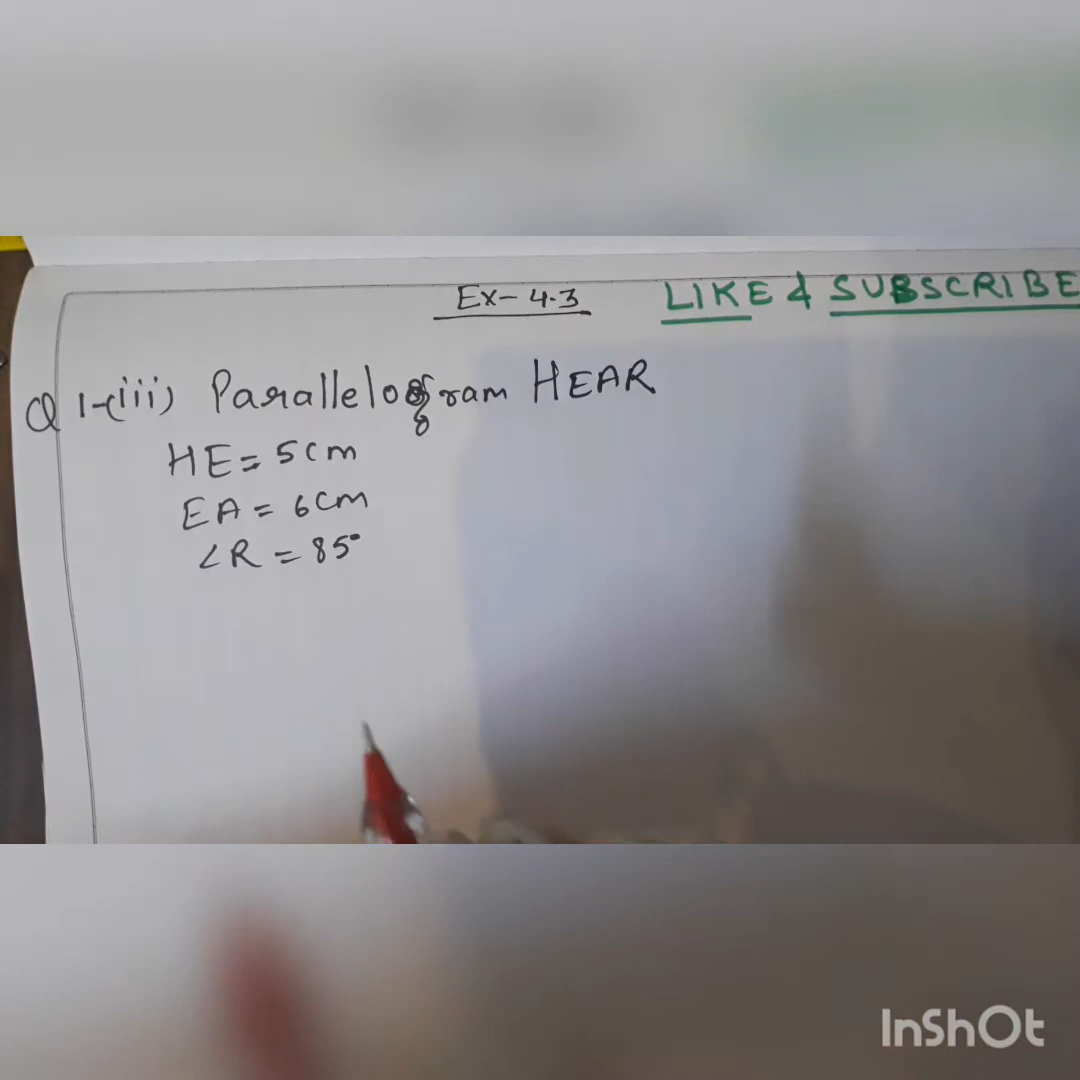 Ex- 4.3
LIKE & SUBSCRIBE
Q 1-(iii) Parallelogram HEAR
HE = 5cm
EA = 6cm
∠R = 85°
InShOt